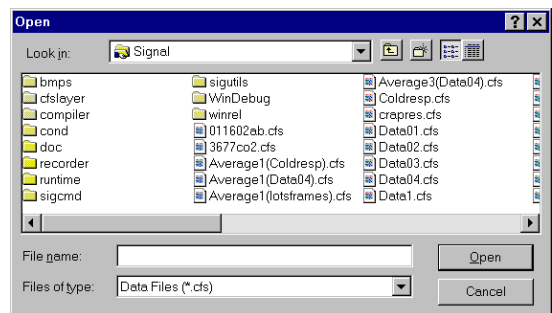 Open
Look in: Signal
bmps
cfslayer
compiler
cond
doc
recorder
runtime
sigcmd
sigutils
WinDebug
winrel
011602ab.cfs
3677co2.cfs
Average1(Coldresp).cfs
Average1(Data04).cfs
Average1(lotsframes).cfs
Average3(Data04).cfs
Coldresp.cfs
crapres.cfs
Data01.cfs
Data02.cfs
Data03.cfs
Data04.cfs
Data1.cfs
File name: Open
Files of type: Data Files (*.cfs) Cancel